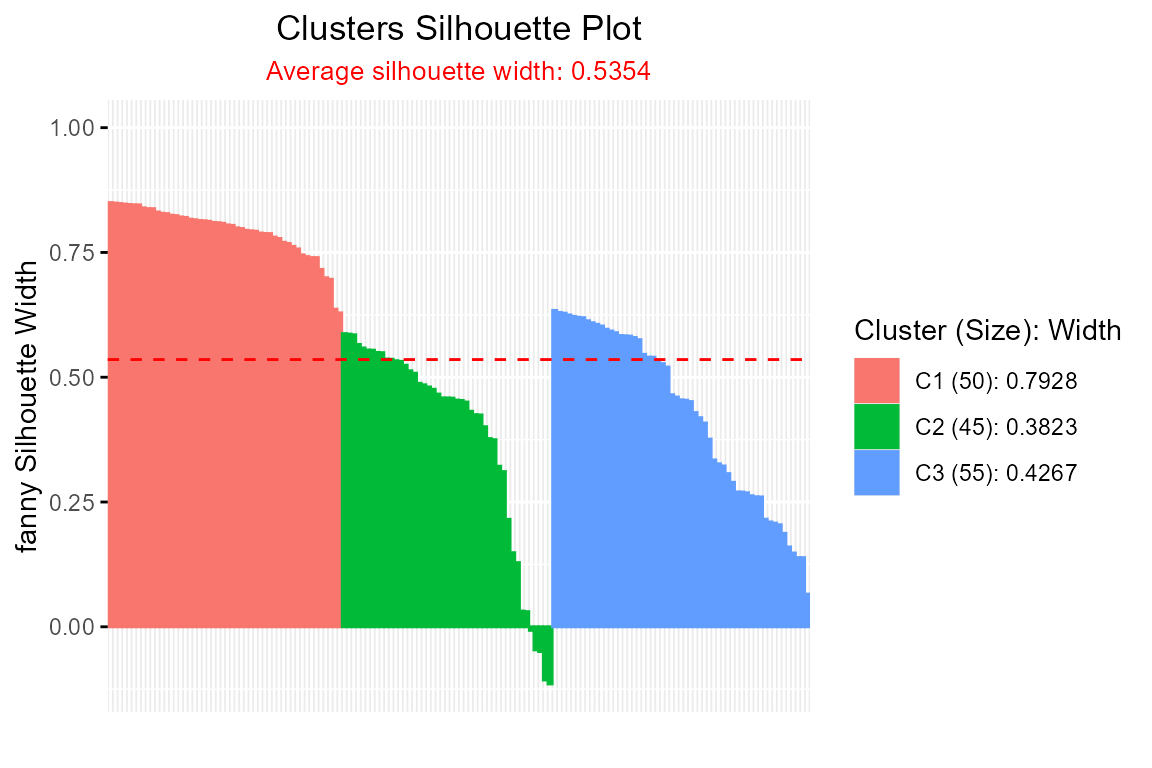 Clusters Silhouette Plot
Average silhouette width: 0.5354
1.00
0.75
0.50
0.25
0.00
fanny Silhouette Width
Cluster (Size): Width
C1 (50): 0.7928
C2 (45): 0.3823
C3 (55): 0.4267